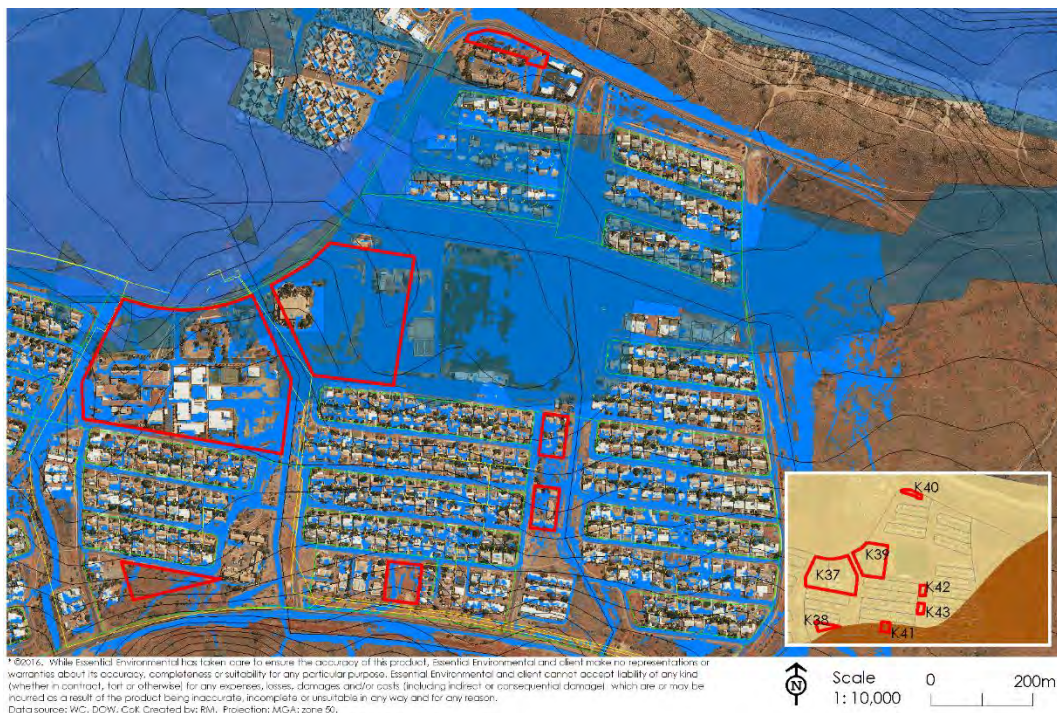 K40
K39
K37
K42
K43
K38
K41
* ©2016. While Essential Environmental has taken care to ensure the accuracy of this product, Essential Environmental and client make no representations or
warranties about its accuracy, completeness or suitability for any particular purpose. Essential Environmental and client cannot accept liability of any kind
(whether in contract, tort or otherwise) for any expenses, losses, damages and/or costs (including indirect or consequential damage) which are or may be
incurred as a result of the product being inaccurate, incomplete or unsuitable in any way and for any reason.
Data source: WC, DOW, CoK Created by: RM. Projection: MGA: zone 50.
N
Scale
1: 10,000
0 200m